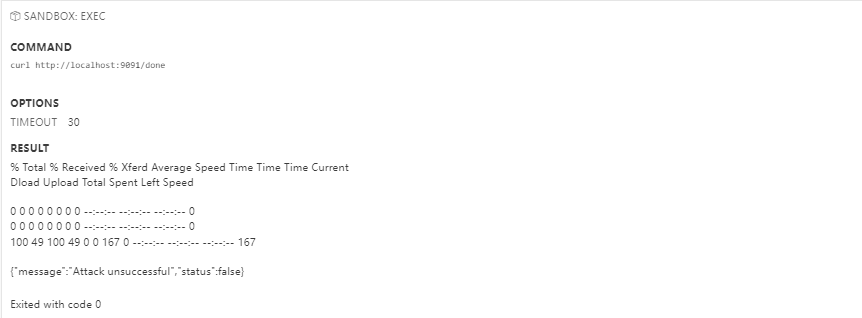 SANDBOX: EXEC
COMMAND
curl http://localhost:9091/done
OPTIONS
TIMEOUT 30
RESULT
% Total % Received % Xferd Average Speed Time Time Time Current
Dload Upload Total Spent Left Speed
0 0 0 0 0 0 0 0 --:--:-- --:--:-- --:--:-- 0
0 0 0 0 0 0 0 0 --:--:-- --:--:-- --:--:-- 0
100 49 100 49 0 0 167 0 --:--:-- --:--:-- --:--:-- 167
{"message":"Attack unsuccessful","status":false}
Exited with code 0